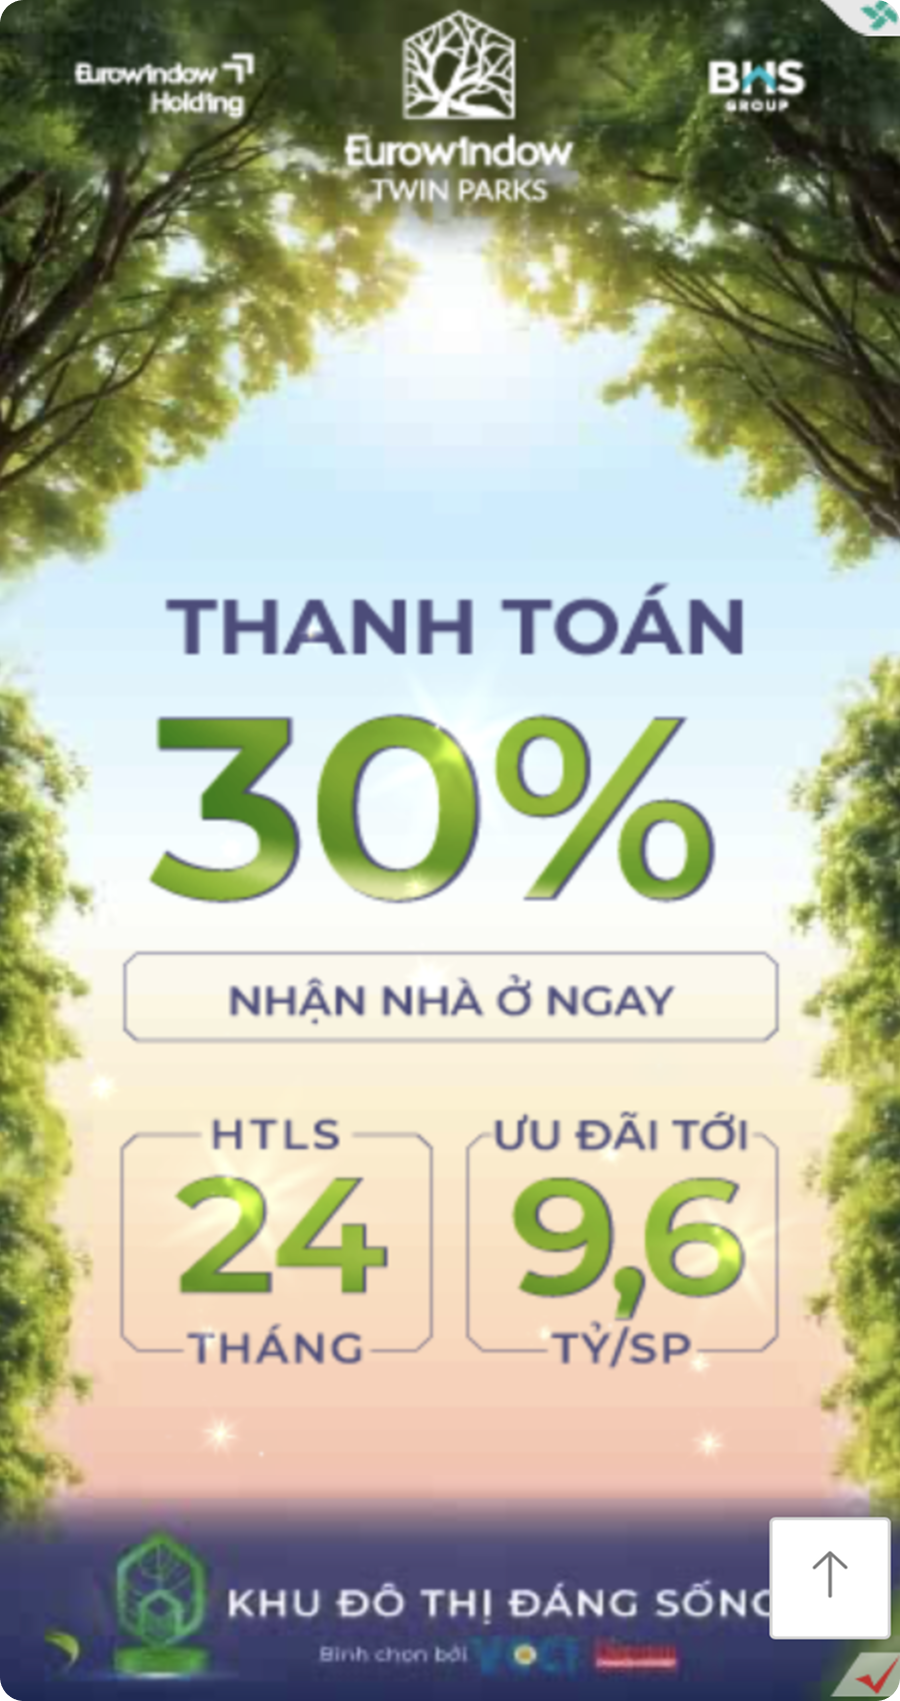 Eurowindow
Holding
Eurowindow
TWIN PARKS
BHS
GROUP
THANH TOÁN
30%
NHẬN NHÀ Ở NGAY
HTLS
24
THÁNG
ƯU ĐÃI TỚI
9,6
TỶ/SP
KHU ĐÔ THỊ ĐÁNG SỐNG
Bình chọn bởi